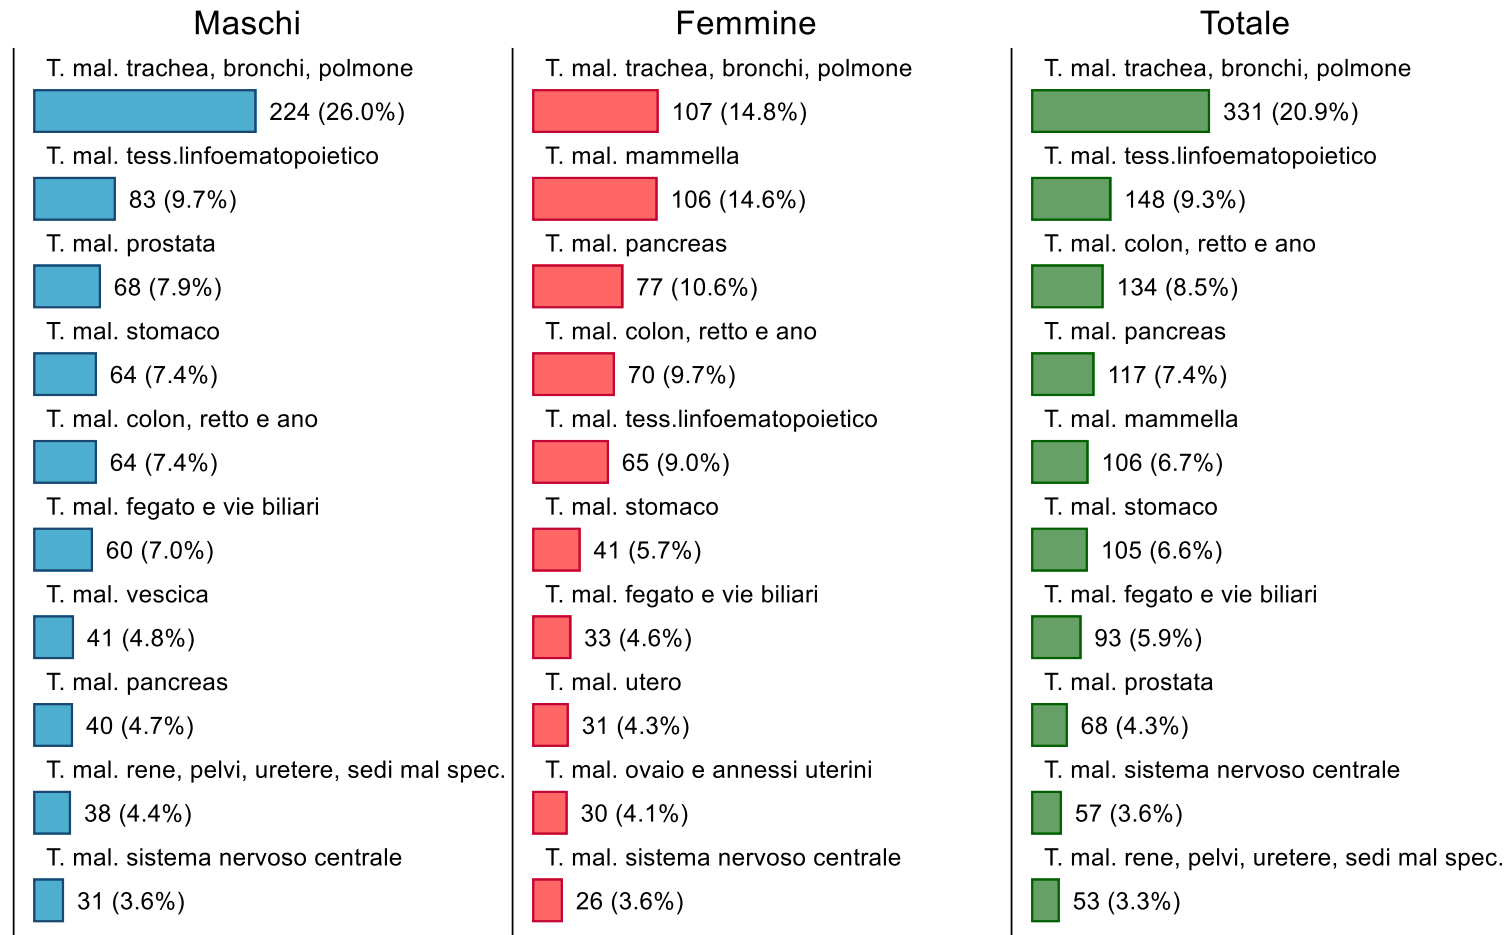 Maschi
T. mal. trachea, bronchi, polmone
224 (26.0%)
T. mal. tess.linfoematopoietico
83 (9.7%)
T. mal. prostata
68 (7.9%)
T. mal. stomaco
64 (7.4%)
T. mal. colon, retto e ano
64 (7.4%)
T. mal. fegato e vie biliari
60 (7.0%)
T. mal. vescica
41 (4.8%)
T. mal. pancreas
40 (4.7%)
T. mal. rene, pelvi, uretere, sedi mal spec.
38 (4.4%)
T. mal. sistema nervoso centrale
31 (3.6%)
Femmine
T. mal. trachea, bronchi, polmone
107 (14.8%)
T. mal. mammella
106 (14.6%)
T. mal. pancreas
77 (10.6%)
T. mal. colon, retto e ano
70 (9.7%)
T. mal. tess.linfoematopoietico
65 (9.0%)
T. mal. stomaco
41 (5.7%)
T. mal. fegato e vie biliari
33 (4.6%)
T. mal. utero
31 (4.3%)
T. mal. ovaio e annessi uterini
30 (4.1%)
T. mal. sistema nervoso centrale
26 (3.6%)
Totale
T. mal. trachea, bronchi, polmone
331 (20.9%)
T. mal. tess.linfoematopoietico
148 (9.3%)
T. mal. colon, retto e ano
134 (8.5%)
T. mal. pancreas
117 (7.4%)
T. mal. mammella
106 (6.7%)
T. mal. stomaco
105 (6.6%)
T. mal. fegato e vie biliari
93 (5.9%)
T. mal. prostata
68 (4.3%)
T. mal. sistema nervoso centrale
57 (3.6%)
T. mal. rene, pelvi, uretere, sedi mal spec.
53 (3.3%)